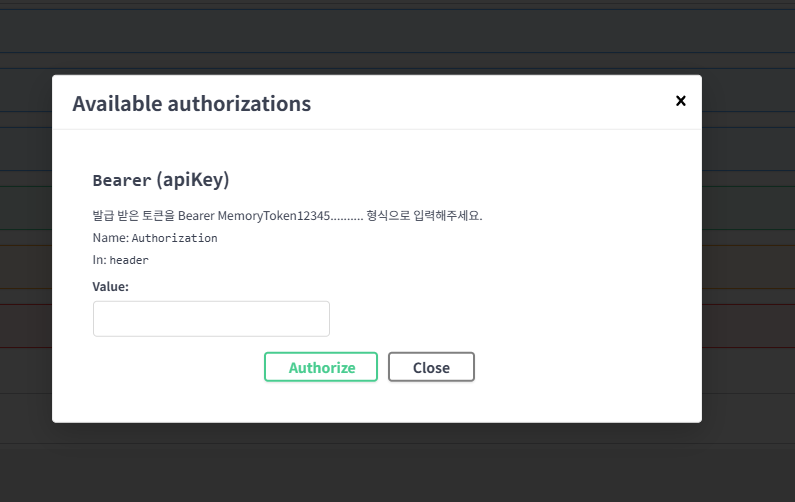 Available authorizations
×
Bearer (apiKey)
발급 받은 토큰을 Bearer MemoryToken12345.......... 형식으로 입력해주세요.
Name: Authorization
In: header
Value:
Authorize Close